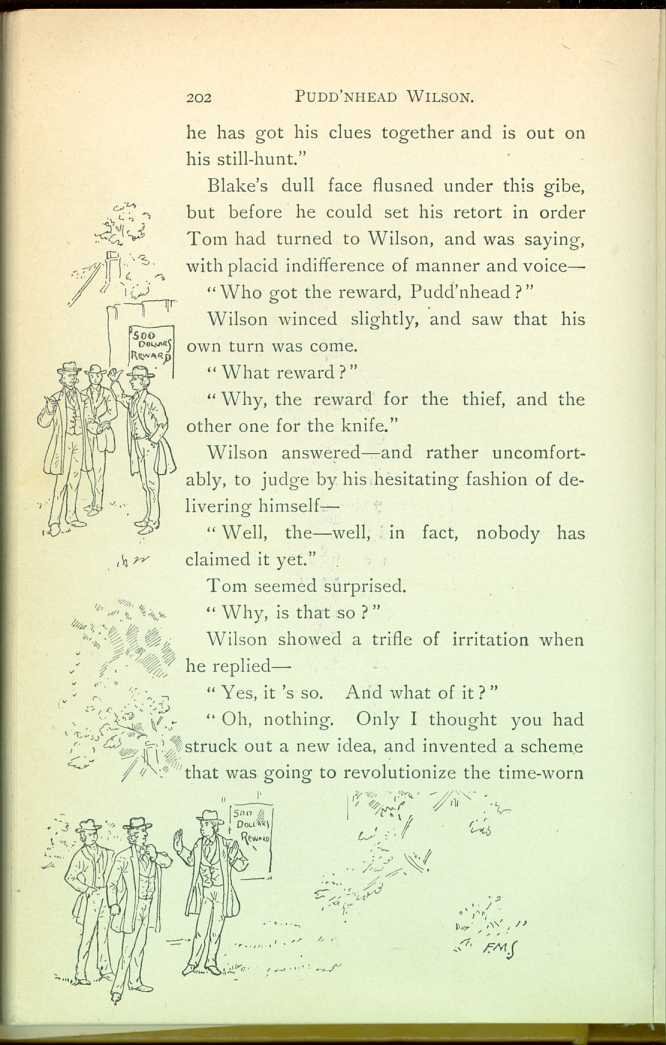 202 PUDD'NHEAD WILSON.
he has got his clues together and is out on
his still-hunt."
Blake's dull face flusned under this gibe,
but before he could set his retort in order
Tom had turned to Wilson, and was saying,
with placid indifference of manner and voice—
"Who got the reward, Pudd'nhead?"
Wilson winced slightly, and saw that his
own turn was come.
"What reward?"
"Why, the reward for the thief, and the
other one for the knife."
Wilson answered—and rather uncomfort-
ably, to judge by his hesitating fashion of de-
livering himself—
"Well, the—well, in fact, nobody has
claimed it yet."
Tom seemed surprised.
"Why, is that so?"
Wilson showed a trifle of irritation when
he replied—
"Yes, it 's so. And what of it?"
"Oh, nothing. Only I thought you had
struck out a new idea, and invented a scheme
that was going to revolutionize the time-worn
$500
DOLLARS
REWARD
500
DOLLARS
REWARD
F.M.S